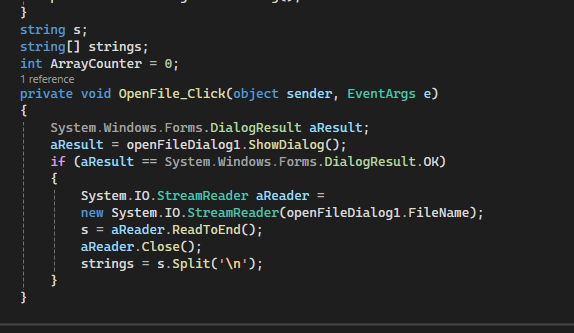 }
string s;
string[] strings;
int ArrayCounter = 0;
1 reference
private void OpenFile_Click(object sender, EventArgs e)
{
System.Windows.Forms.DialogResult aResult;
aResult = openFileDialog1.ShowDialog();
if (aResult == System.Windows.Forms.DialogResult.OK)
{
System.IO.StreamReader aReader =
new System.IO.StreamReader(openFileDialog1.FileName);
s = aReader.ReadToEnd();
aReader.Close();
strings = s.Split('\n');
}
}